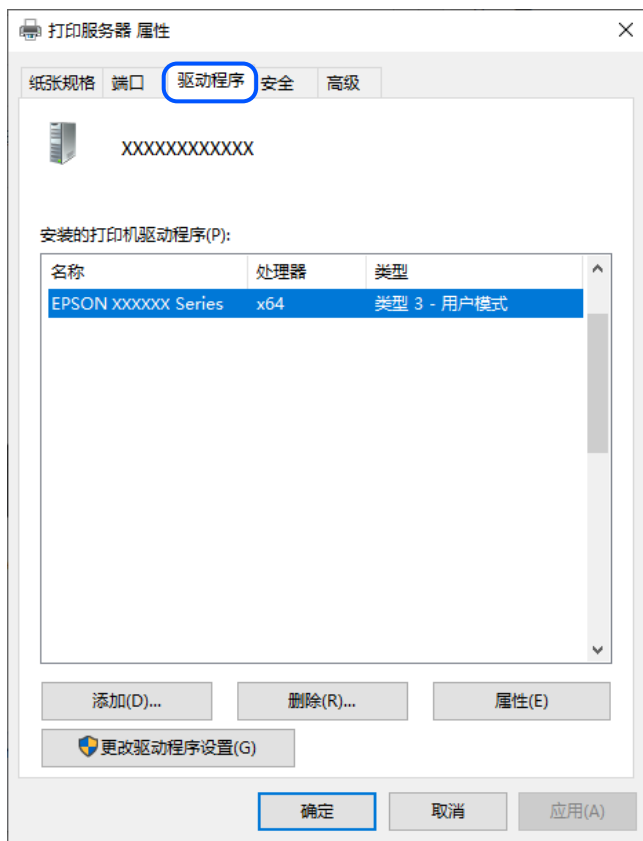 打印服务器 属性
纸张规格 端口 驱动程序 安全 高级
XXXXXXXXXXXX
安装的打印机驱动程序(P):
名称 处理器 类型
EPSON XXXXXX Series x64 类型 3 - 用户模式
添加(D)... 删除(R)... 属性(E)
更改驱动程序设置(G)
确定 取消 应用(A)